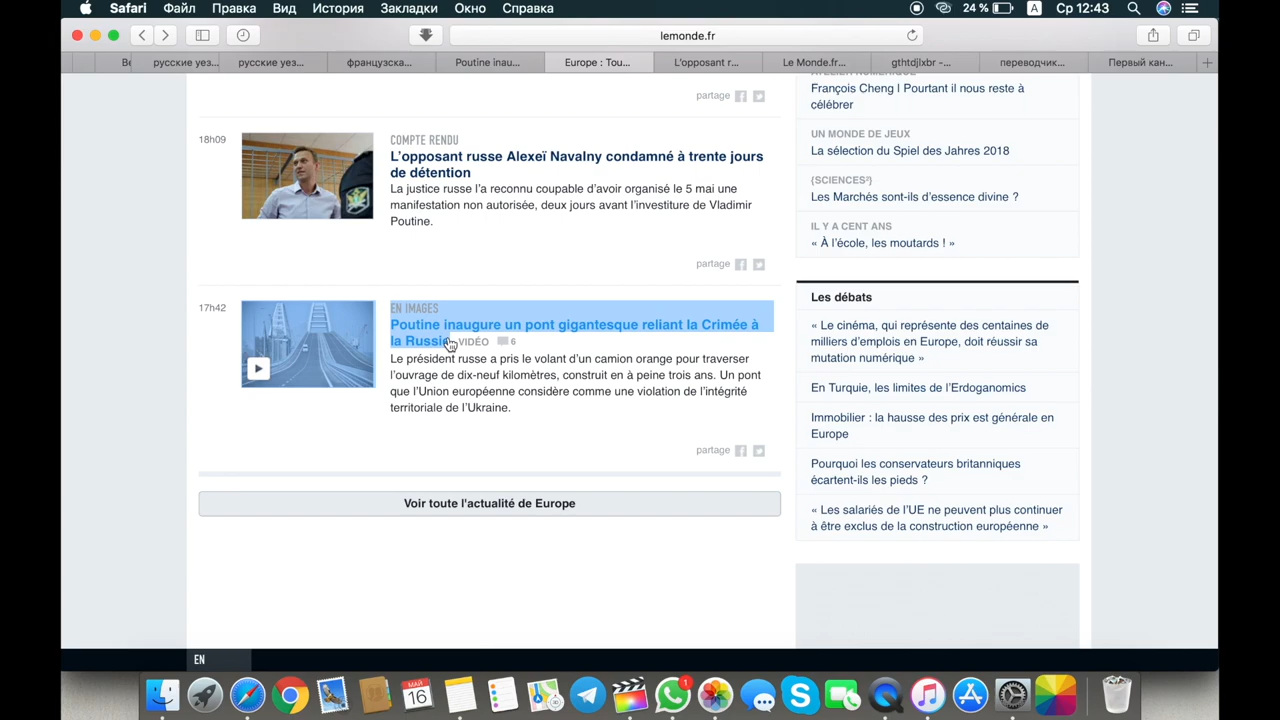 Safari Файл Правка Вид История Закладки Окно Справка 24 % A Ср 12:43
lemonde.fr
русские уез... русские уез... французска... Poutine inau... Europe : Tou... L'opposant r... Le Monde.fr... gthtdjlxbr -... переводчик... Первый кан...
partage
18h09
COMPTE RENDU
L'opposant russe Alexeï Navalny condamné à trente jours
de détention
La justice russe l'a reconnu coupable d'avoir organisé le 5 mai une
manifestation non autorisée, deux jours avant l'investiture de Vladimir
Poutine.
partage
17h42
EN IMAGES
Poutine inaugure un pont gigantesque reliant la Crimée à
la Russie VIDÉO 6
Le président russe a pris le volant d'un camion orange pour traverser
l'ouvrage de dix-neuf kilomètres, construit en à peine trois ans. Un pont
que l'Union européenne considère comme une violation de l'intégrité
territoriale de l'Ukraine.
partage
Voir toute l'actualité de Europe
François Cheng l Pourtant il nous reste à
célébrer
UN MONDE DE JEUX
La sélection du Spiel des Jahres 2018
{SCIENCES²}
Les Marchés sont-ils d'essence divine ?
IL Y A CENT ANS
« À l'école, les moutards ! »
Les débats
« Le cinéma, qui représente des centaines de
milliers d'emplois en Europe, doit réussir sa
mutation numérique »
En Turquie, les limites de l'Erdoganomics
Immobilier : la hausse des prix est générale en
Europe
Pourquoi les conservateurs britanniques
écartent-ils les pieds ?
« Les salariés de l'UE ne peuvent plus continuer
à être exclus de la construction européenne »
EN
МАЙ
16
1